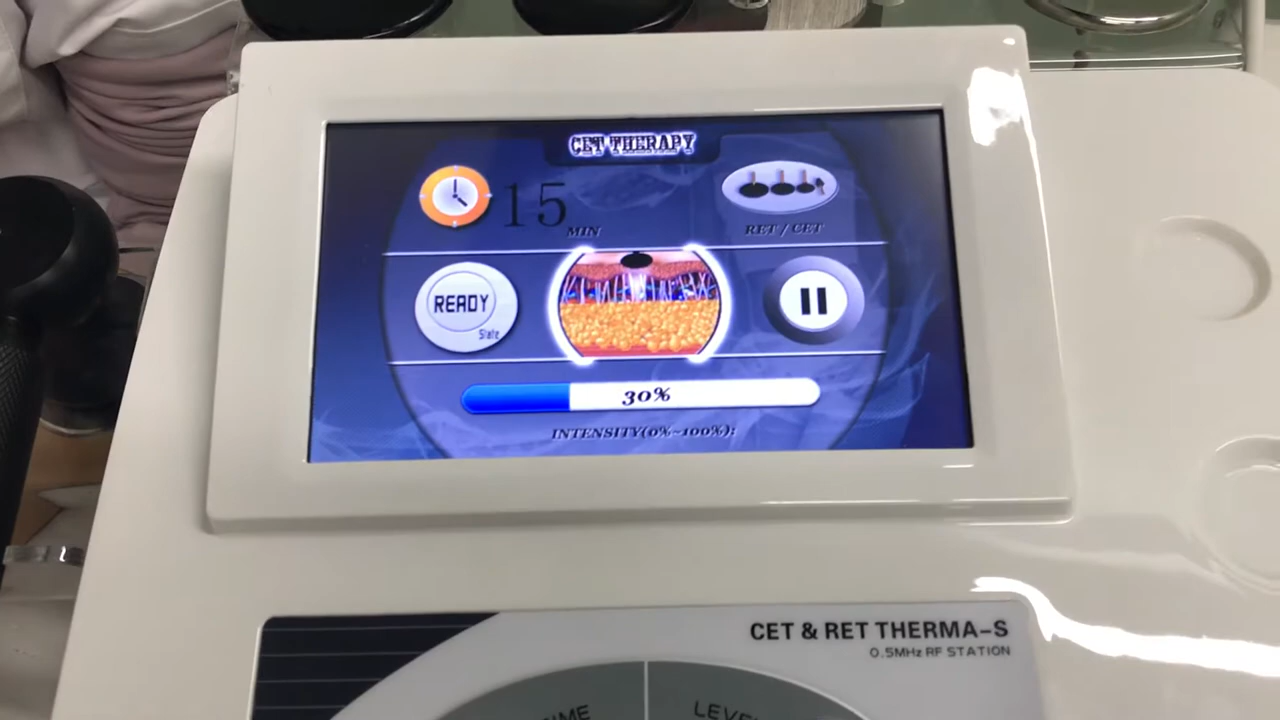 CET THERAPY
15 MIN
RET / CET
READY
State
30%
INTENSITY(0%~100%):
CET & RET THERMA-S
0.5MHz RF STATION